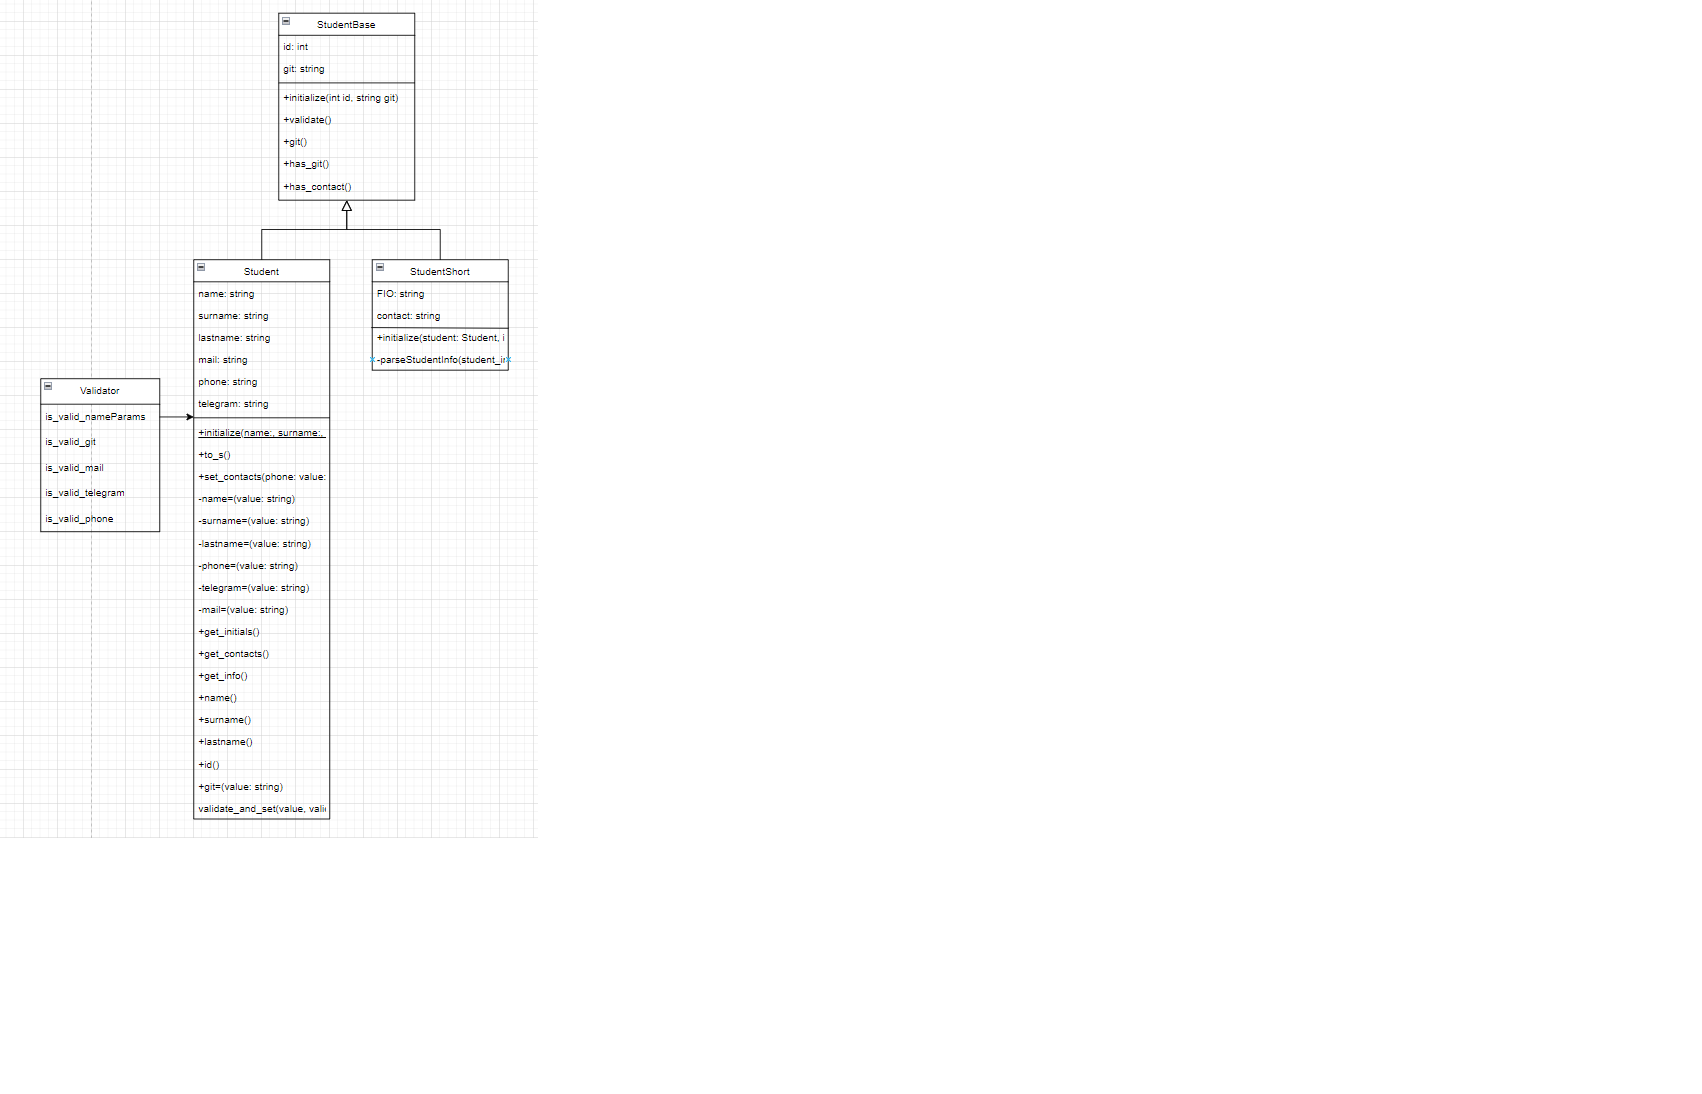 StudentBase
id: int
git: string
+initialize(int id, string git)
+validate()
+git()
+has_git()
+has_contact()
Student
name: string
surname: string
lastname: string
mail: string
phone: string
telegram: string
+initialize(name:, surname:,
+to_s()
+set_contacts(phone: value:
-name=(value: string)
-surname=(value: string)
-lastname=(value: string)
-phone=(value: string)
-telegram=(value: string)
-mail=(value: string)
+get_initials()
+get_contacts()
+get_info()
+name()
+surname()
+lastname()
+id()
+git=(value: string)
validate_and_set(value,
StudentShort
FIO: string
contact: string
+initialize(student: Student,
Validator
is_valid_nameParams
is_valid_git
is_valid_mail
is_valid_telegram
is_valid_phone